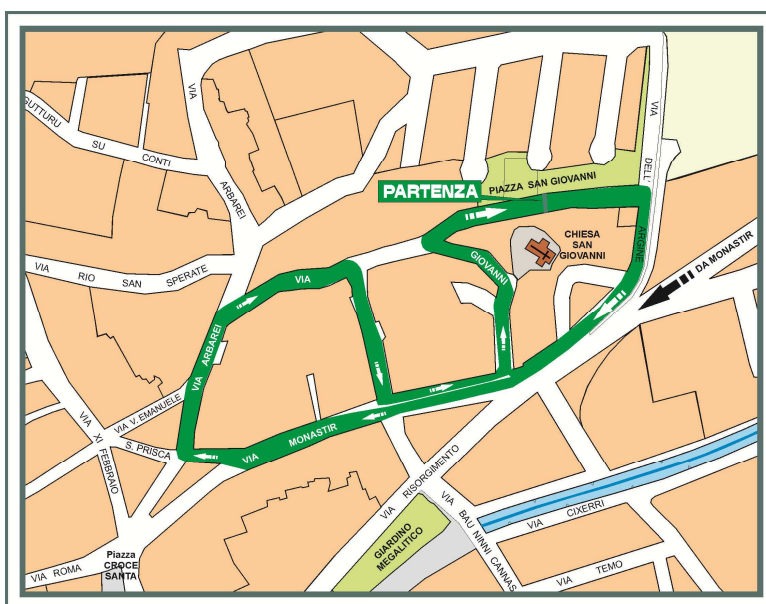 GUTTURU
SU
CONTI
VIA
ARBAREI
VIA
DELL'
ARGINE
PIAZZA SAN GIOVANNI
PARTENZA
CHIESA
SAN
GIOVANNI
GIOVANNI
DA MONASTIR
VIA RIO SAN SPERATE
VIA
VIA ARBAREI
VIA V. EMANUELE
S. PRISCA
VIA XI FEBBRAIO
VIA MONASTIR
VIA RISORGIMENTO
VIA BAU NINNI CANNAS
VIA CIXERRI
GIARDINO
MEGALITICO
VIA TEMO
VIA ROMA
Piazza
CROCE
SANTA